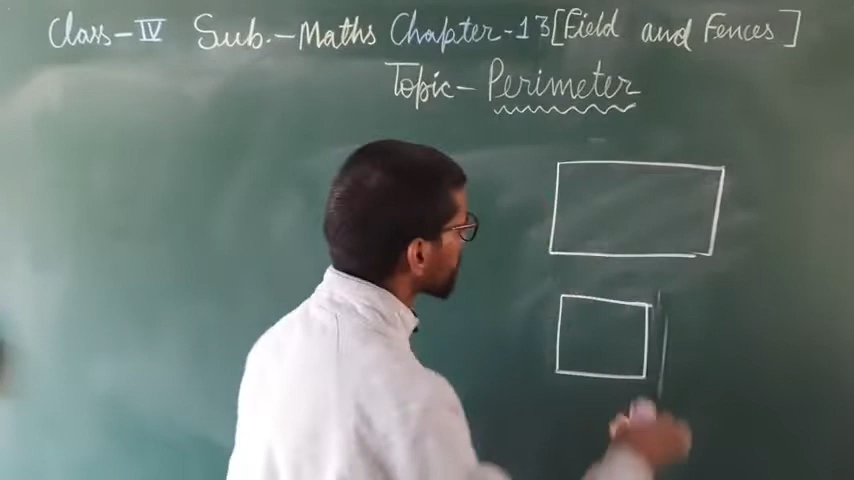 Class-IV Sub.-Maths Chapter-13[Field and Fences]
Topic-Perimeter